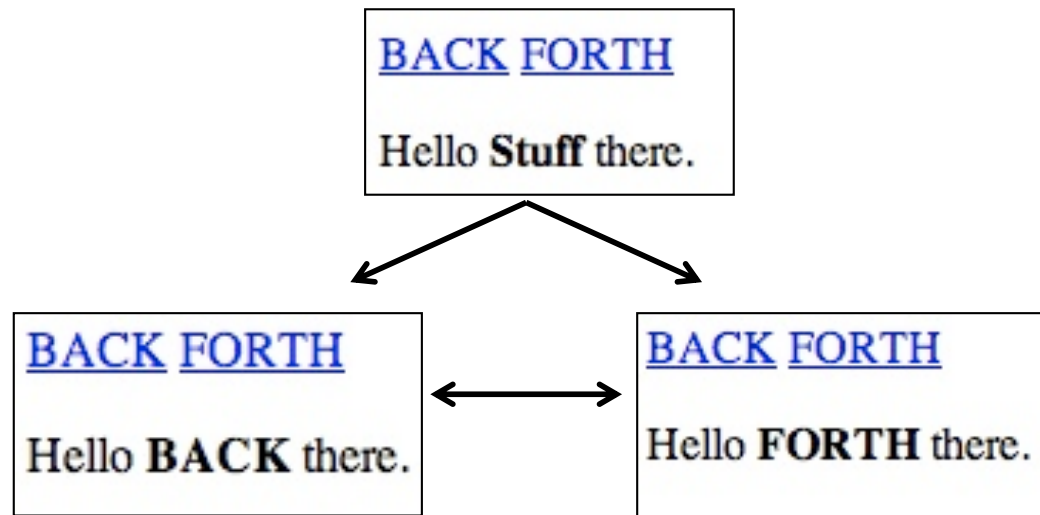 BACK FORTH
Hello Stuff there.
BACK FORTH
Hello BACK there.
BACK FORTH
Hello FORTH there.